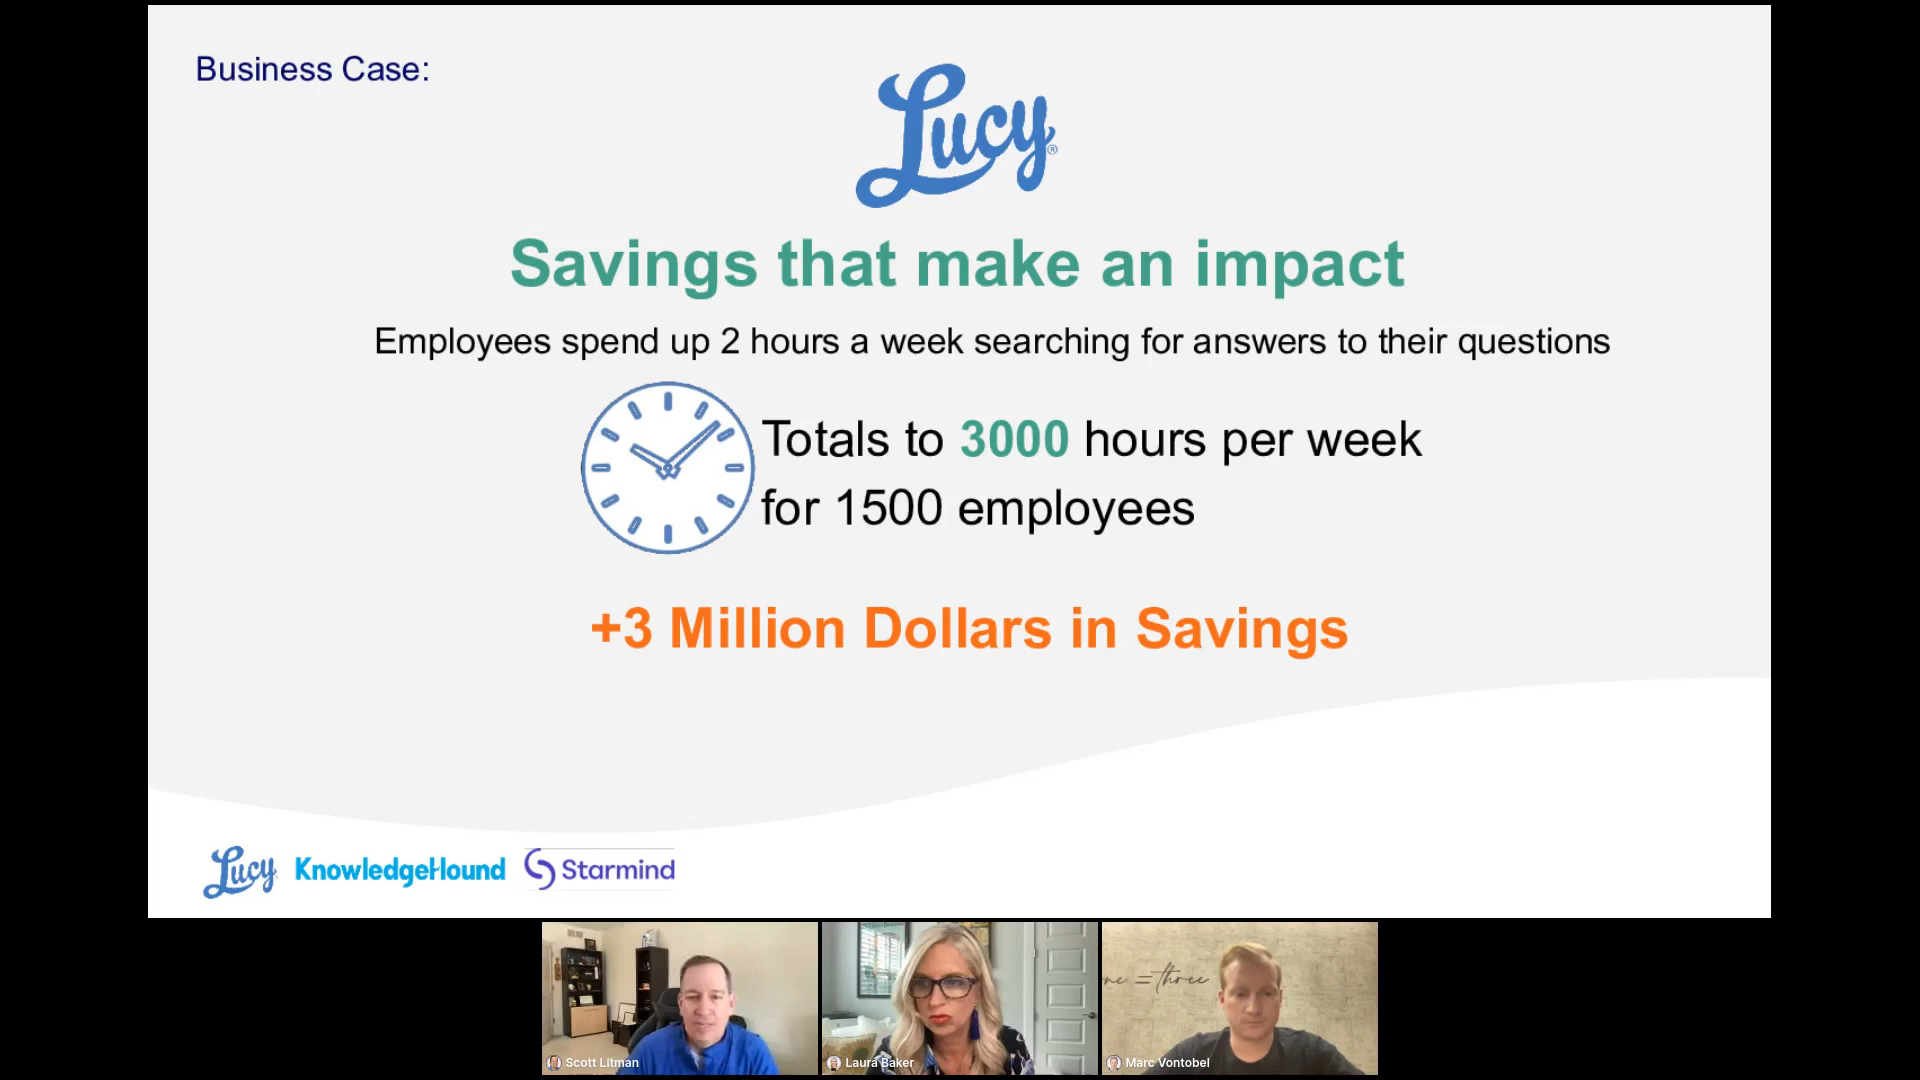 Business Case:
Lucy®
Savings that make an impact
Employees spend up 2 hours a week searching for answers to their questions
Totals to 3000 hours per week
for 1500 employees
+3 Million Dollars in Savings
Lucy KnowledgeHound Starmind
ne = three
Scott Litman
Laura Baker
Marc Vontobel